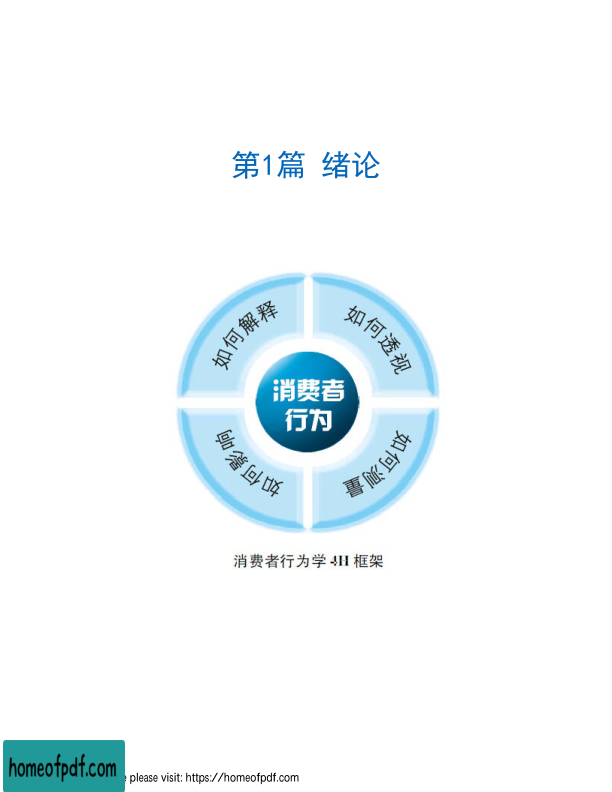 第1篇 绪论
如何解释
如何透视
消费者
行为
如何影响
如何测量
消费者行为学 4H 框架
homeofpdf.com
please visit: https://homeofpdf.com